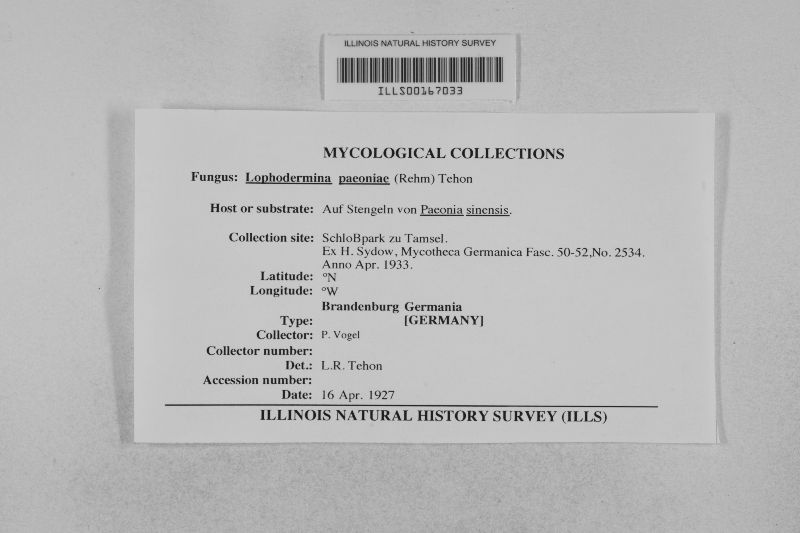 ILLINOIS NATURAL HISTORY SURVEY
ILLS00167033
MYCOLOGICAL COLLECTIONS
Fungus: Lophodermina paeoniae (Rehm) Tehon
Host or substrate: Auf Stengeln von Paeonia sinensis.
Collection site: SchloBpark zu Tamsel.
Ex H. Sydow, Mycotheca Germanica Fasc. 50-52,No. 2534.
Anno Apr. 1933.
Latitude: °N
Longitude: °W
Brandenburg Germania
Type: [GERMANY]
Collector: P. Vogel
Collector number:
Det.: L.R. Tehon
Accession number:
Date: 16 Apr. 1927
ILLINOIS NATURAL HISTORY SURVEY (ILLS)